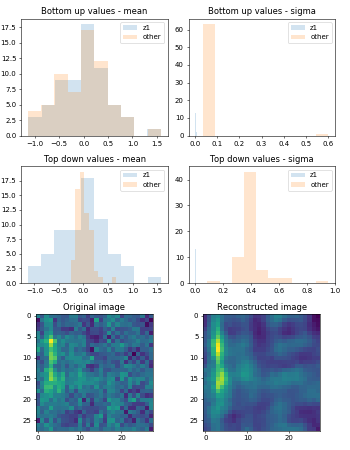 Bottom up values - mean
Bottom up values - sigma
z1
other
z1
other
17.5
15.0
12.5
10.0
7.5
5.0
2.5
0.0
60
50
40
30
20
10
0
−1.0 −0.5 0.0 0.5 1.0 1.5
0.0 0.1 0.2 0.3 0.4 0.5 0.6
Top down values - mean
Top down values - sigma
z1
other
z1
other
17.5
15.0
12.5
10.0
7.5
5.0
2.5
0.0
40
30
20
10
0
−1.0 −0.5 0.0 0.5 1.0 1.5
0.0 0.2 0.4 0.6 0.8 1.0
Original image
Reconstructed image
0
5
10
15
20
25
0
5
10
15
20
25
0 20
0 20